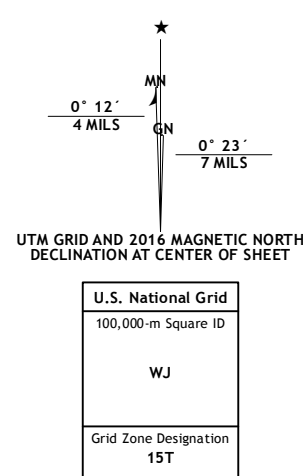 ★
MN
0° 12´
4 MILS
GN
0° 23´
7 MILS
UTM GRID AND 2016 MAGNETIC NORTH
DECLINATION AT CENTER OF SHEET
U.S. National Grid
100,000-m Square ID
WJ
Grid Zone Designation
15T